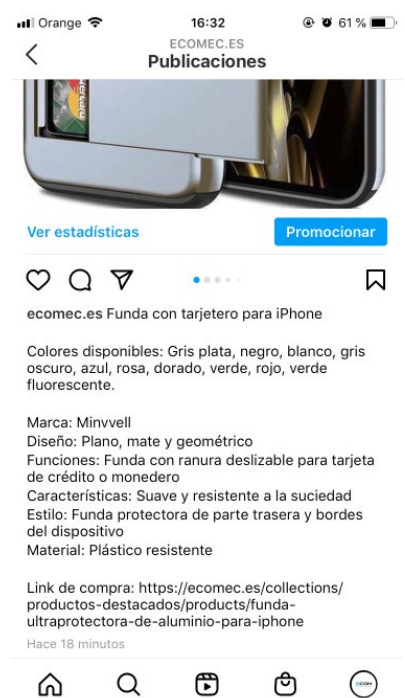 Orange 16:32 61 %
ECOMEC.ES
Publicaciones
Ver estadísticas
Promocionar
ecomec.es Funda con tarjetero para iPhone
Colores disponibles: Gris plata, negro, blanco, gris
oscuro, azul, rosa, dorado, verde, rojo, verde
fluorescente.
Marca: Minvvell
Diseño: Plano, mate y geométrico
Funciones: Funda con ranura deslizable para tarjeta
de crédito o monedero
Características: Suave y resistente a la suciedad
Estilo: Funda protectora de parte trasera y bordes
del dispositivo
Material: Plástico resistente
Link de compra: https://ecomec.es/collections/
productos-destacados/products/funda-
ultraprotectora-de-aluminio-para-iphone
Hace 18 minutos